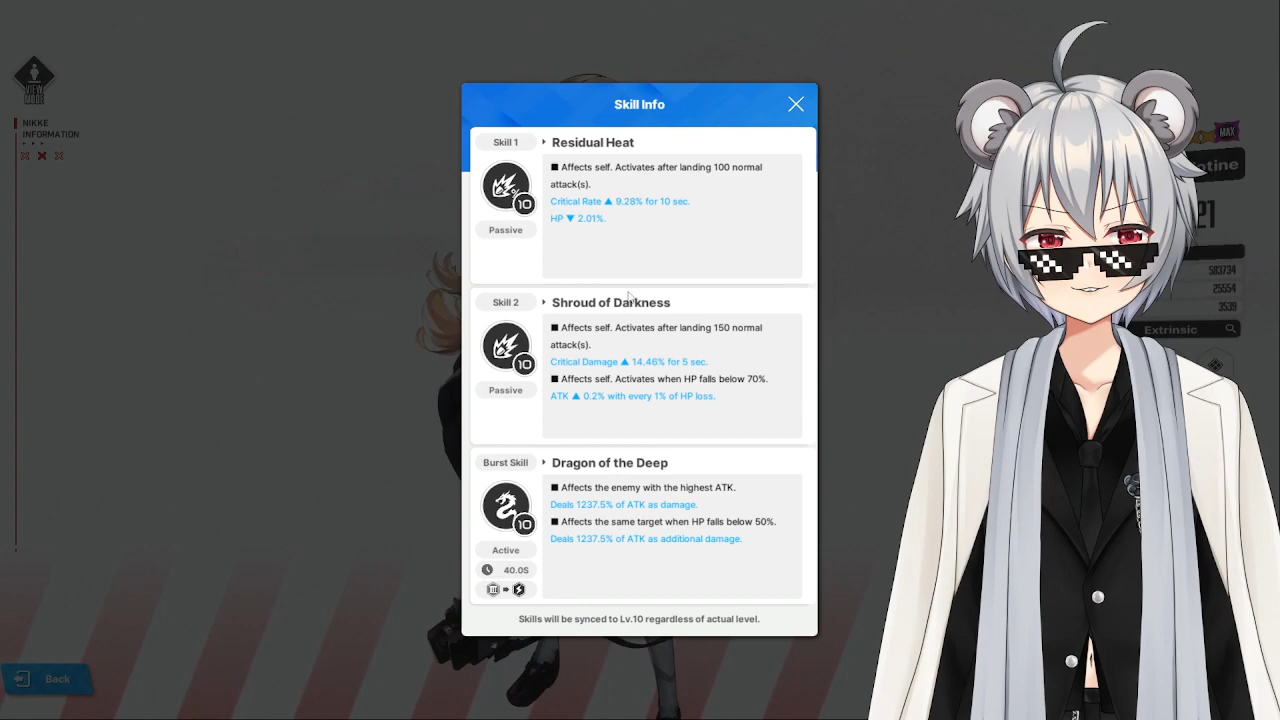 VIEW
MODE
NIKKE
INFORMATION
Skill Info
Skill 1
Residual Heat
■ Affects self. Activates after landing 100 normal
attack(s).
Critical Rate ▲ 9.28% for 10 sec.
HP ▼ 2.01%.
10
Passive
Skill 2
Shroud of Darkness
■ Affects self. Activates after landing 150 normal
attack(s).
Critical Damage ▲ 14.46% for 5 sec.
■ Affects self. Activates when HP falls below 70%.
ATK ▲ 0.2% with every 1% of HP loss.
10
Passive
Burst Skill
Dragon of the Deep
■ Affects the enemy with the highest ATK.
Deals 1237.5% of ATK as damage.
■ Affects the same target when HP falls below 50%.
Deals 1237.5% of ATK as additional damage.
10
Active
40.0S
III
Skills will be synced to Lv.10 regardless of actual level.
MAX
583734
25554
3539
Extrinsic
Back